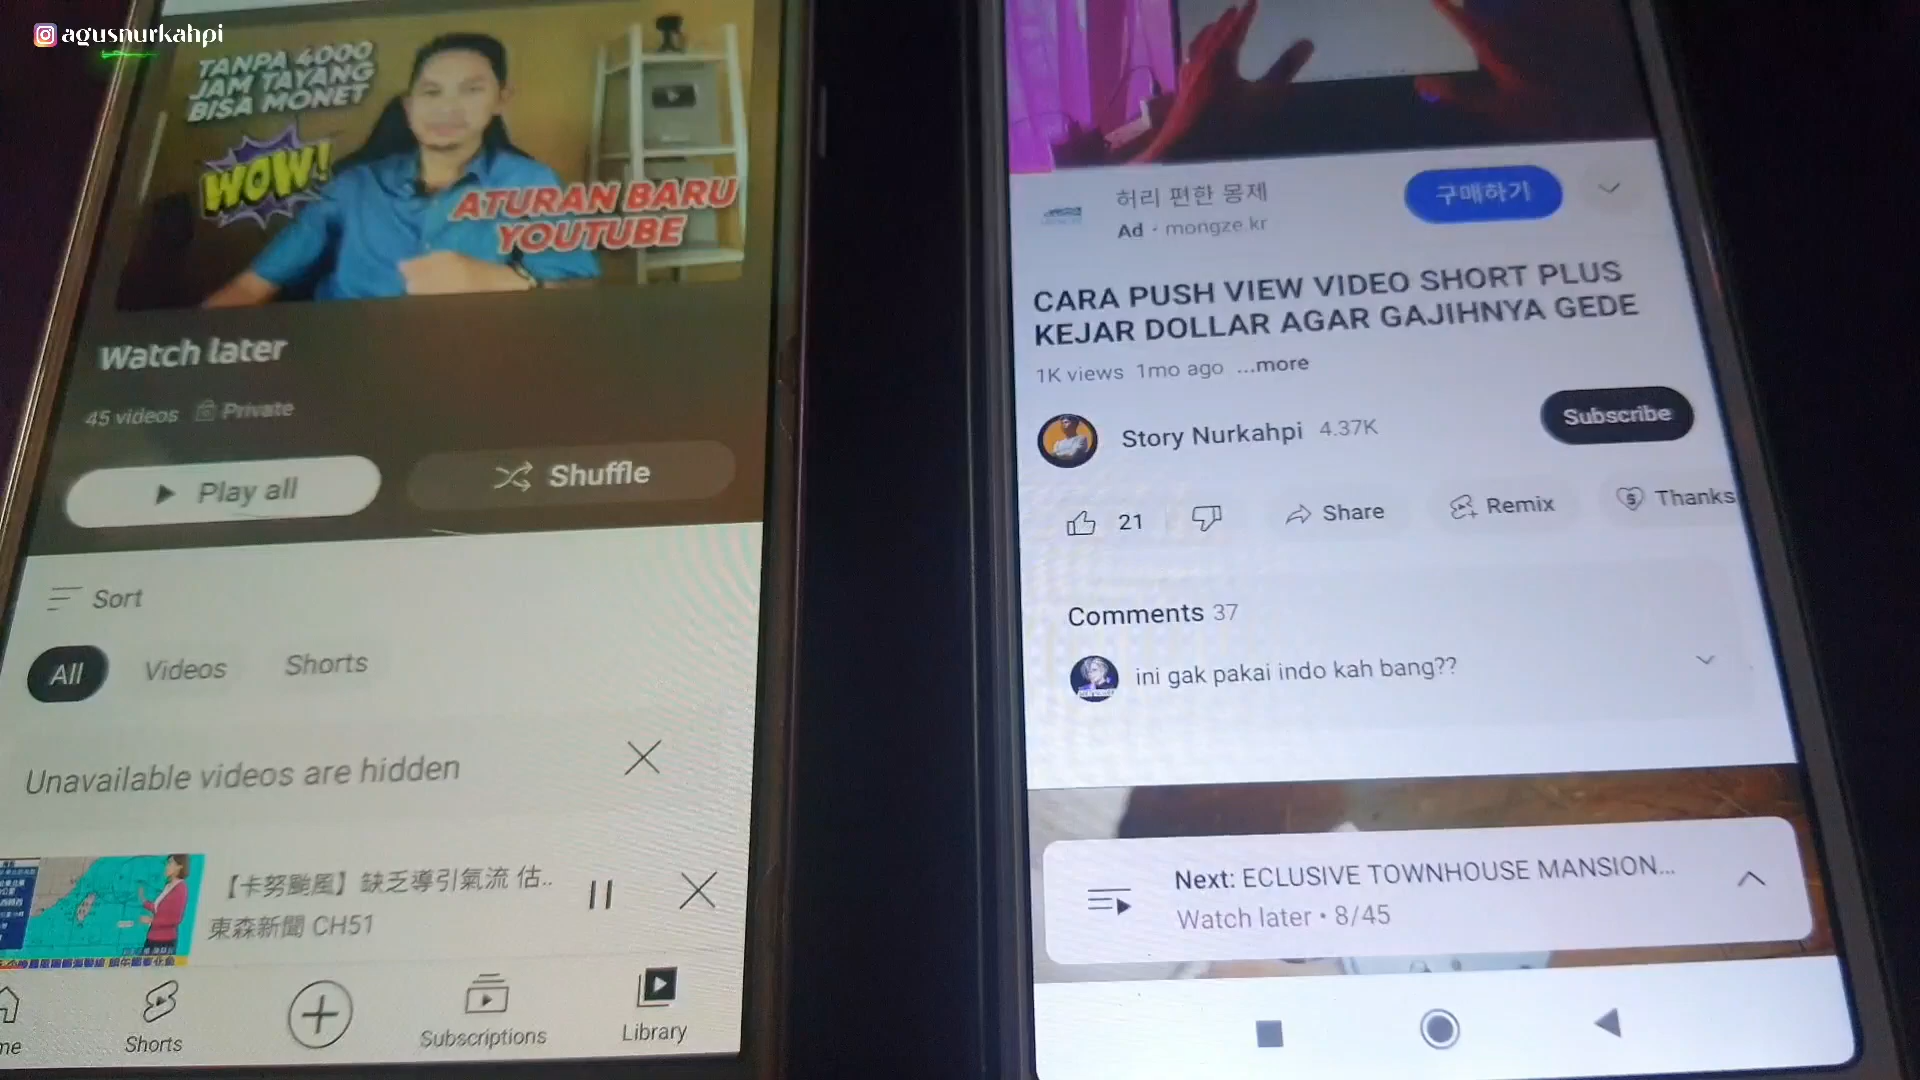 agusnurkahpi
TANPA 4000
JAM TAYANG
BISA MONET
WOW!
ATURAN BARU
YOUTUBE
Watch later
45 videos Private
Play all
Shuffle
Sort
All
Videos
Shorts
Unavailable videos are hidden
【卡努颱風】缺乏導引氣流 估..
東森新聞 CH51
me
Shorts
Subscriptions
Library
허리 편한 몽제
Ad · mongze.kr
구매하기
CARA PUSH VIEW VIDEO SHORT PLUS
KEJAR DOLLAR AGAR GAJIHNYA GEDE
1K views 1mo ago ...more
Story Nurkahpi 4.37K
Subscribe
21
Share
Remix
Thanks
Comments 37
ini gak pakai indo kah bang??
Next: ECLUSIVE TOWNHOUSE MANSION...
Watch later • 8/45